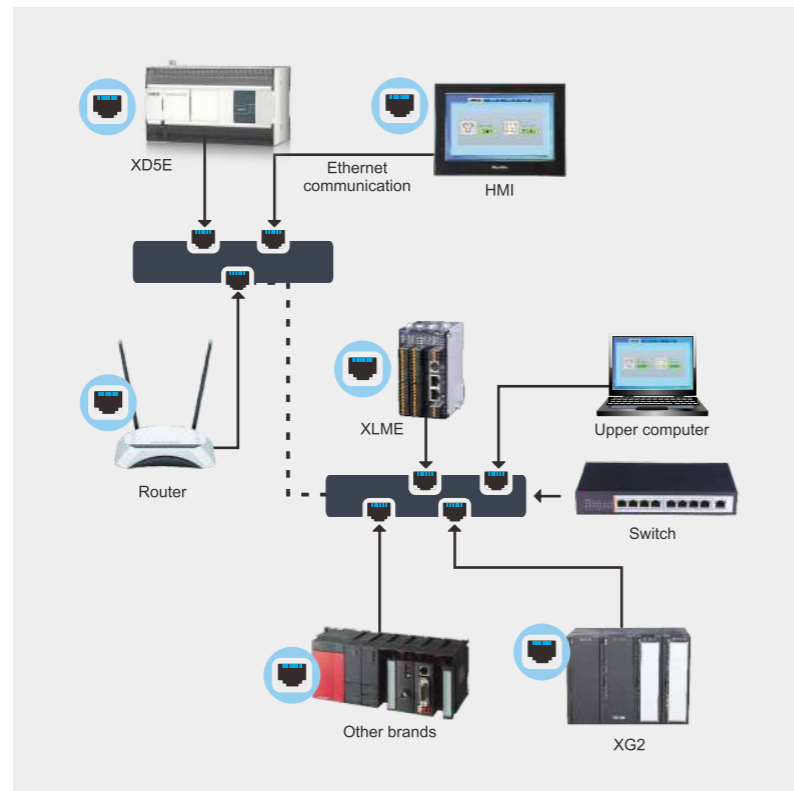 XD5E
Ethernet
communication
HMI
XLME
Upper computer
Router
Switch
Other brands
XG2